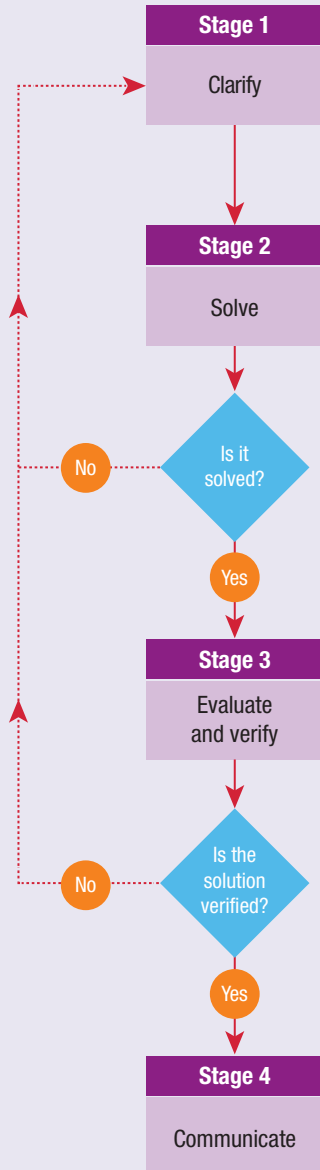 Stage 1
Clarify
Stage 2
Solve
Is it
solved?
No
Yes
Stage 3
Evaluate
and verify
Is the
solution
verified?
No
Yes
Stage 4
Communicate